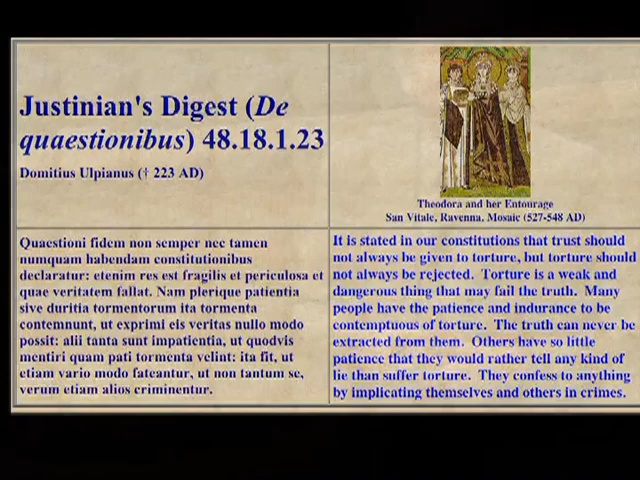 Justinian's Digest (De
quaestionibus) 48.18.1.23
Domitius Ulpianus († 223 AD)
Theodora and her Entourage
San Vitale, Ravenna, Mosaic (527-548 AD)
Quaestioni fidem non semper nec tamen
numquam habendam constitutionibus
declaratur: etenim res est fragilis et periculosa et
quae veritatem fallat. Nam plerique patientia
sive duritia tormentorum ita tormenta
contemnunt, ut exprimi eis veritas nullo modo
possit: alii tanta sunt impatientia, ut quodvis
mentiri quam pati tormenta velint: ita fit, ut
etiam vario modo fateantur, ut non tantum se,
verum etiam alios criminentur.
It is stated in our constitutions that trust should
not always be given to torture, but torture should
not always be rejected. Torture is a weak and
dangerous thing that may fail the truth. Many
people have the patience and indurance to be
contemptuous of torture. The truth can never be
extracted from them. Others have so little
patience that they would rather tell any kind of
lie than suffer torture. They confess to anything
by implicating themselves and others in crimes.